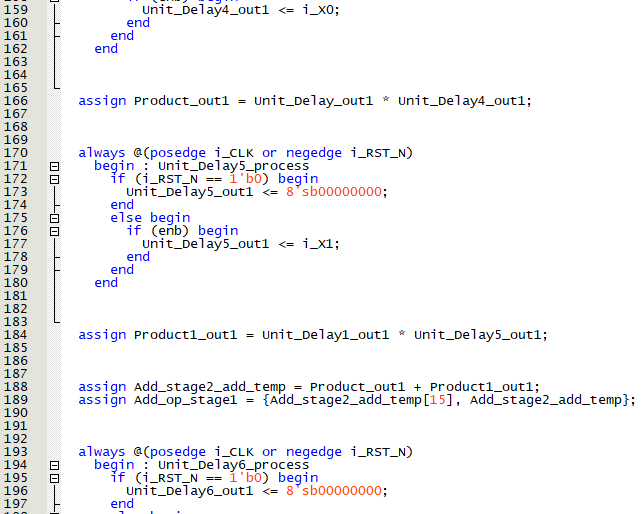 159 Unit_Delay4_out1 <= i_X0;
160 end
161 end
162 end
163
164
165
166 assign Product_out1 = Unit_Delay_out1 * Unit_Delay4_out1;
167
168
169
170 always @(posedge i_CLK or negedge i_RST_N)
171 begin : Unit_Delay5_process
172 if (i_RST_N == 1'b0) begin
173 Unit_Delay5_out1 <= 8'sb00000000;
174 end
175 else begin
176 if (enb) begin
177 Unit_Delay5_out1 <= i_X1;
178 end
179 end
180 end
181
182
183
184 assign Product1_out1 = Unit_Delay1_out1 * Unit_Delay5_out1;
185
186
187
188 assign Add_stage2_add_temp = Product_out1 + Product1_out1;
189 assign Add_op_stage1 = {Add_stage2_add_temp[15], Add_stage2_add_temp};
190
191
192
193 always @(posedge i_CLK or negedge i_RST_N)
194 begin : Unit_Delay6_process
195 if (i_RST_N == 1'b0) begin
196 Unit_Delay6_out1 <= 8'sb00000000;
197 end